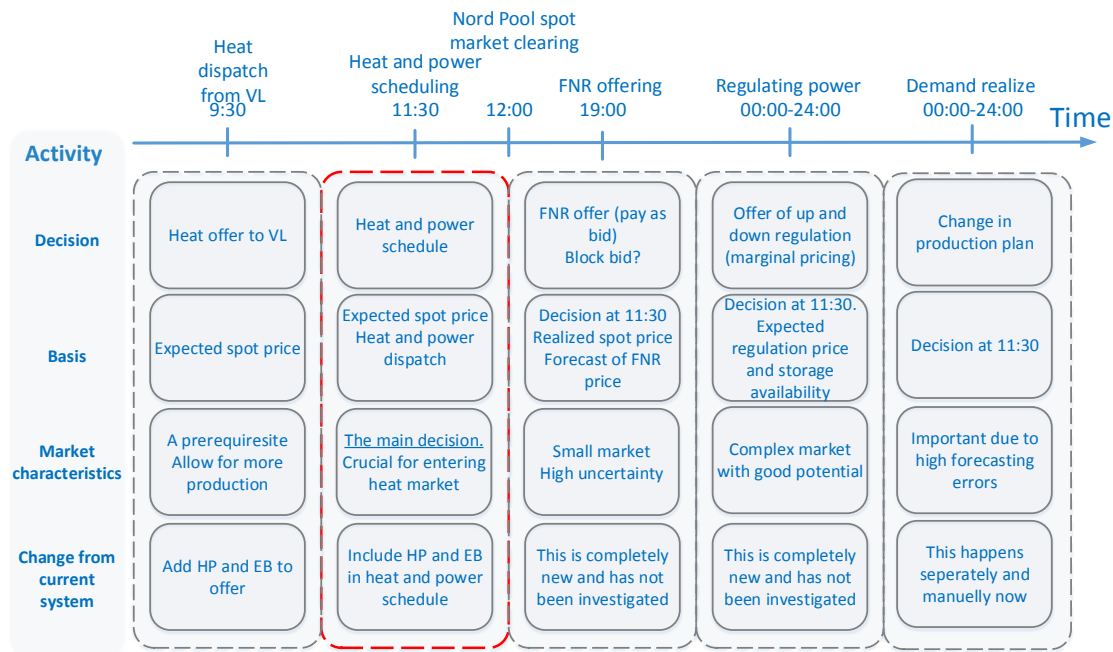 Nord Pool spot
market clearing
Heat
dispatch
from VL
9:30
Heat and power
scheduling
11:30
12:00
FNR offering
19:00
Regulating power
00:00-24:00
Demand realize
00:00-24:00
Time
Activity
Decision
Heat offer to VL
Heat and power
schedule
FNR offer (pay as
bid)
Block bid?
Offer of up and
down regulation
(marginal pricing)
Change in
production plan
Basis
Expected spot price
Expected spot price
Heat and power
dispatch
Decision at 11:30
Realized spot price
Forecast of FNR
price
Decision at 11:30.
Expected
regulation price
and storage
availability
Decision at 11:30
Market
characteristics
A prerequiresite
Allow for more
production
The main decision.
Crucial for entering
heat market
Small market
High uncertainty
Complex market
with good potential
Important due to
high forecasting
errors
Change from
current
system
Add HP and EB to
offer
Include HP and EB
in heat and power
schedule
This is completely
new and has not
been investigated
This is completely
new and has not
been investigated
This happens
seperately and
manuelly now